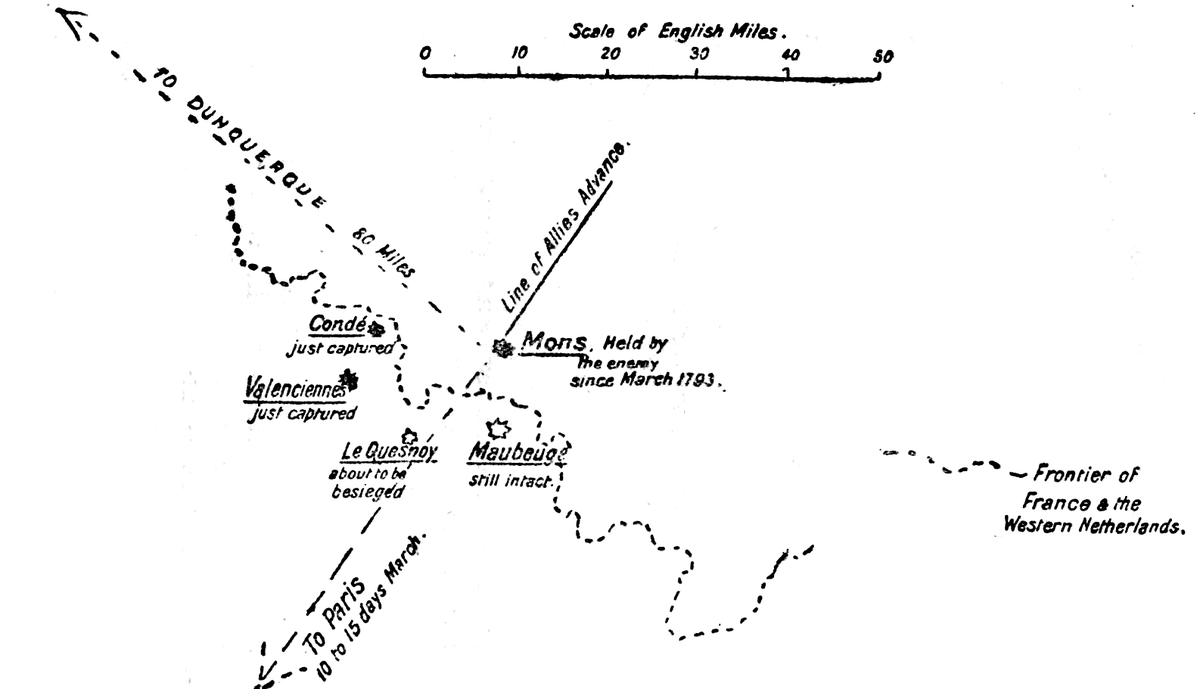 Scale of English Miles.
0 10 20 30 40 50
TO DUNQUERQUE
80 Miles
Line of Allies Advance.
Condé
just captured
Mons, Held by
the enemy
since March 1793.
Valenciennes
just captured
Le Quesnoy
about to be
besieged
Maubeuge
still intact.
Frontier of
France & the
Western Netherlands.
To Paris
10 to 15 days March.